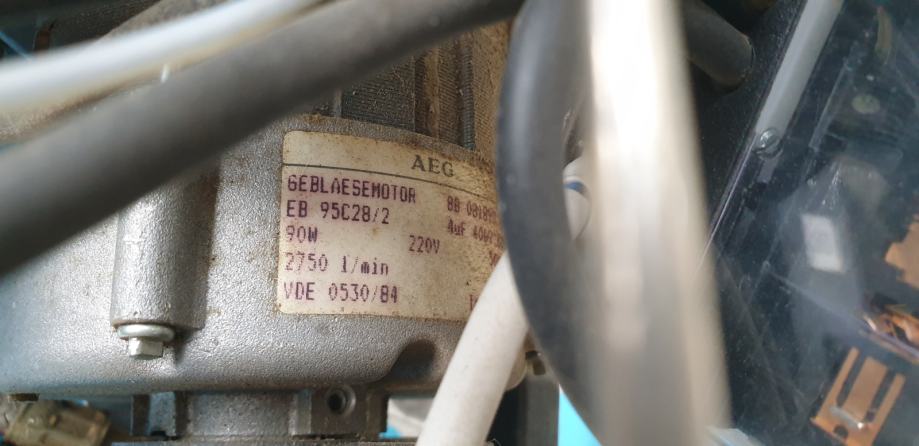 AEG
GEBLAESEMOTOR
EB 95C28/2
4uF
90W 220V
2750 1/min
VDE 0530/84